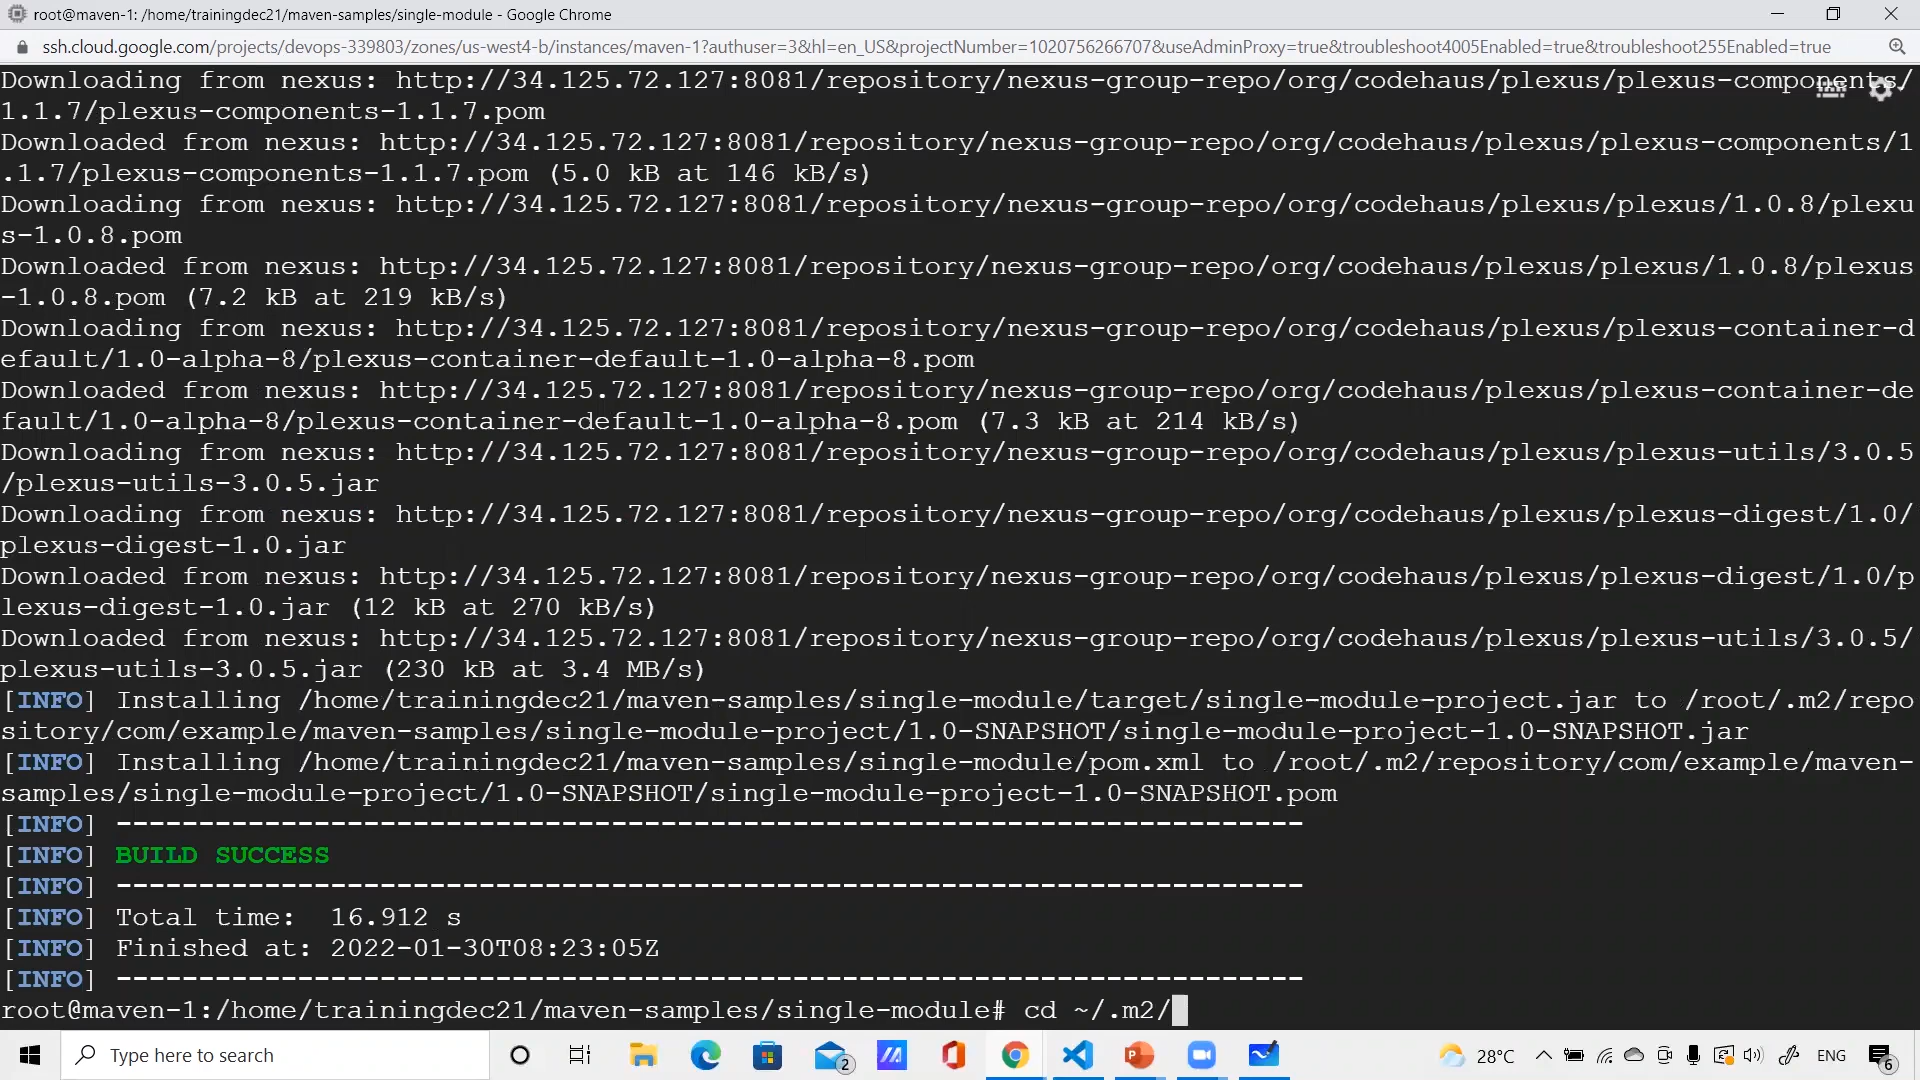 root@maven-1: /home/trainingdec21/maven-samples/single-module - Google Chrome
ssh.cloud.google.com/projects/devops-339803/zones/us-west4-b/instances/maven-1?authuser=3&hl=en_US&projectNumber=1020756266707&useAdminProxy=true&troubleshoot4005Enabled=true&troubleshoot255Enabled=true
Downloading from nexus: http://34.125.72.127:8081/repository/nexus-group-repo/org/codehaus/plexus/plexus-components/
1.1.7/plexus-components-1.1.7.pom
Downloaded from nexus: http://34.125.72.127:8081/repository/nexus-group-repo/org/codehaus/plexus/plexus-components/1
.1.7/plexus-components-1.1.7.pom (5.0 kB at 146 kB/s)
Downloading from nexus: http://34.125.72.127:8081/repository/nexus-group-repo/org/codehaus/plexus/plexus/1.0.8/plexu
s-1.0.8.pom
Downloaded from nexus: http://34.125.72.127:8081/repository/nexus-group-repo/org/codehaus/plexus/plexus/1.0.8/plexus
-1.0.8.pom (7.2 kB at 219 kB/s)
Downloading from nexus: http://34.125.72.127:8081/repository/nexus-group-repo/org/codehaus/plexus/plexus-container-d
efault/1.0-alpha-8/plexus-container-default-1.0-alpha-8.pom
Downloaded from nexus: http://34.125.72.127:8081/repository/nexus-group-repo/org/codehaus/plexus/plexus-container-de
fault/1.0-alpha-8/plexus-container-default-1.0-alpha-8.pom (7.3 kB at 214 kB/s)
Downloading from nexus: http://34.125.72.127:8081/repository/nexus-group-repo/org/codehaus/plexus/plexus-utils/3.0.5
/plexus-utils-3.0.5.jar
Downloading from nexus: http://34.125.72.127:8081/repository/nexus-group-repo/org/codehaus/plexus/plexus-digest/1.0/
plexus-digest-1.0.jar
Downloaded from nexus: http://34.125.72.127:8081/repository/nexus-group-repo/org/codehaus/plexus/plexus-digest/1.0/p
lexus-digest-1.0.jar (12 kB at 270 kB/s)
Downloaded from nexus: http://34.125.72.127:8081/repository/nexus-group-repo/org/codehaus/plexus/plexus-utils/3.0.5/
plexus-utils-3.0.5.jar (230 kB at 3.4 MB/s)
[INFO] Installing /home/trainingdec21/maven-samples/single-module/target/single-module-project.jar to /root/.m2/repo
sitory/com/example/maven-samples/single-module-project/1.0-SNAPSHOT/single-module-project-1.0-SNAPSHOT.jar
[INFO] Installing /home/trainingdec21/maven-samples/single-module/pom.xml to /root/.m2/repository/com/example/maven-
samples/single-module-project/1.0-SNAPSHOT/single-module-project-1.0-SNAPSHOT.pom
[INFO] ------------------------------------------------------------------------
[INFO] BUILD SUCCESS
[INFO] ------------------------------------------------------------------------
[INFO] Total time:  16.912 s
[INFO] Finished at: 2022-01-30T08:23:05Z
[INFO] ------------------------------------------------------------------------
root@maven-1:/home/trainingdec21/maven-samples/single-module# cd ~/.m2/
Type here to search
2
28°C
ENG
6